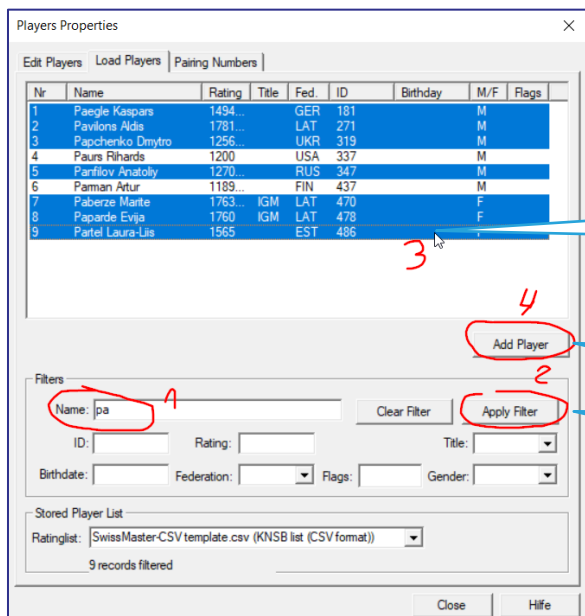 Players Properties
Edit Players Load Players Pairing Numbers
Nr Name Rating Title Fed. ID Birthday M/F Flags
1 Paegle Kaspars 1494... GER 181 M
2 Pavilons Aldis 1781... LAT 271 M
3 Papchenko Dmytro 1256... UKR 319 M
4 Paurs Rihards 1200 USA 337 M
5 Panfilov Anatoliy 1270... RUS 347 M
6 Parman Artur 1189... FIN 437 M
7 Paberze Marite 1763... IGM LAT 470 F
8 Paparde Evija 1760 IGM LAT 478 F
9 Partel Laura-Liis 1565 EST 486
3
4
Add Player
2
Filters
Name: pa 1 Clear Filter Apply Filter
ID: Rating: Title:
Birthdate: Federation: Flags: Gender:
Stored Player List
Ratinglist: SwissMaster-CSV template.csv (KNSB list (CSV format))
9 records filtered
Close Hilfe